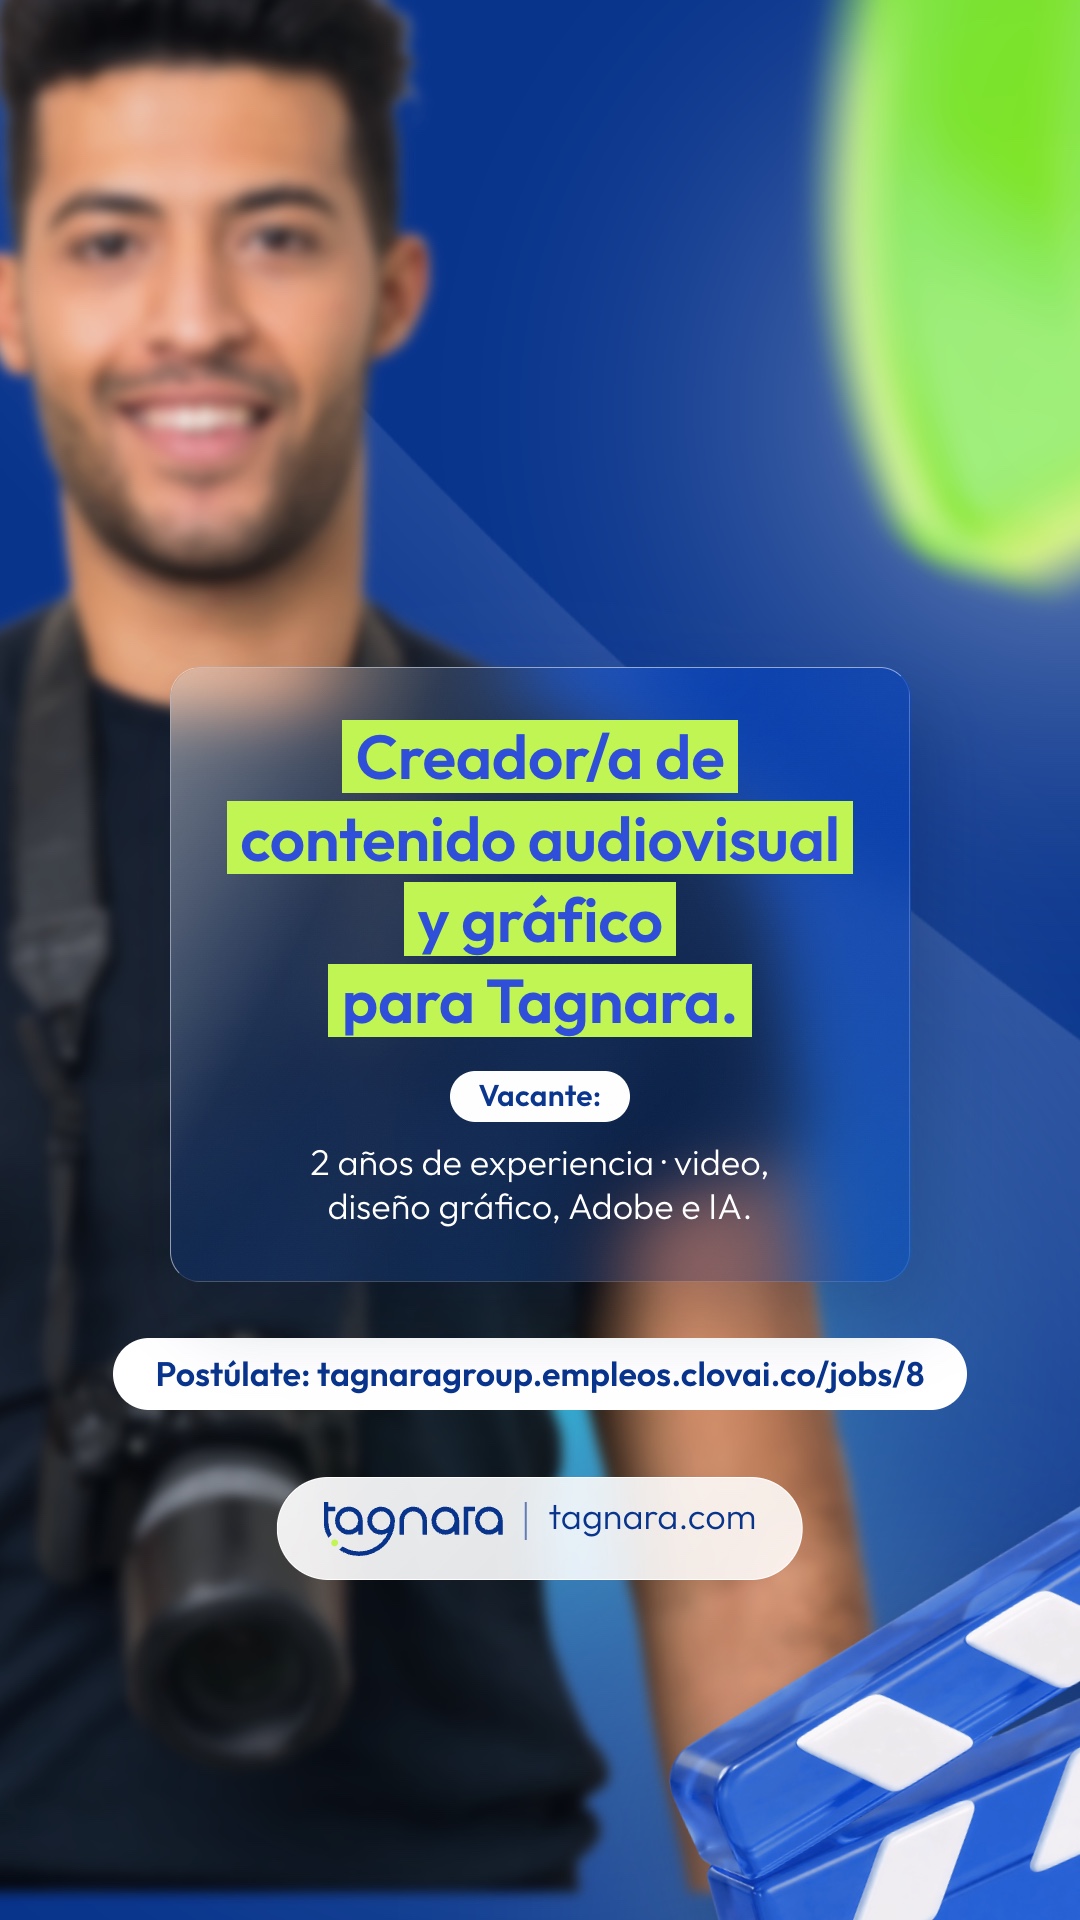 Creador/a de
contenido audiovisual
y gráfico
para Tagnara.
Vacante:
2 años de experiencia · video,
diseño gráfico, Adobe e IA.
Postúlate: tagnaragroup.empleos.clovai.co/jobs/8
tagnara | tagnara.com